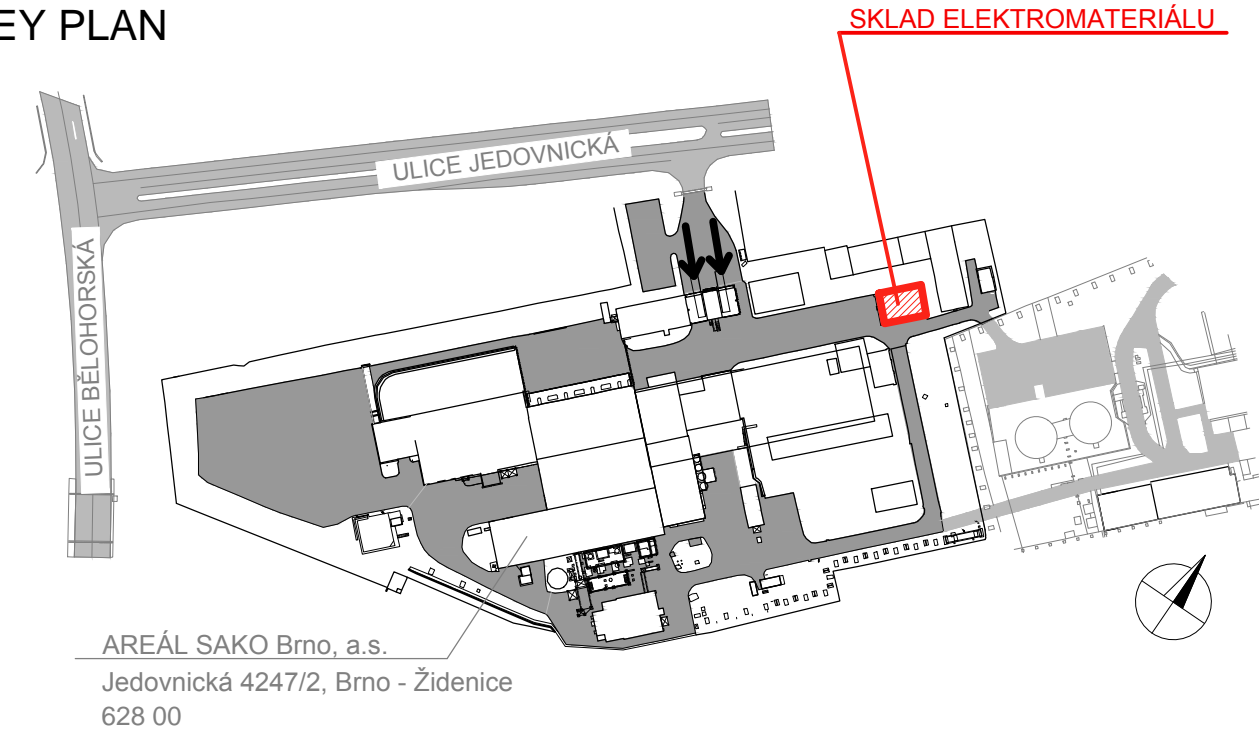 EY PLAN
SKLAD ELEKTROMATERIÁLU
ULICE JEDOVNICKÁ
ULICE BĚLOHORSKÁ
AREÁL SAKO Brno, a.s.
Jedovnická 4247/2, Brno - Židenice
628 00